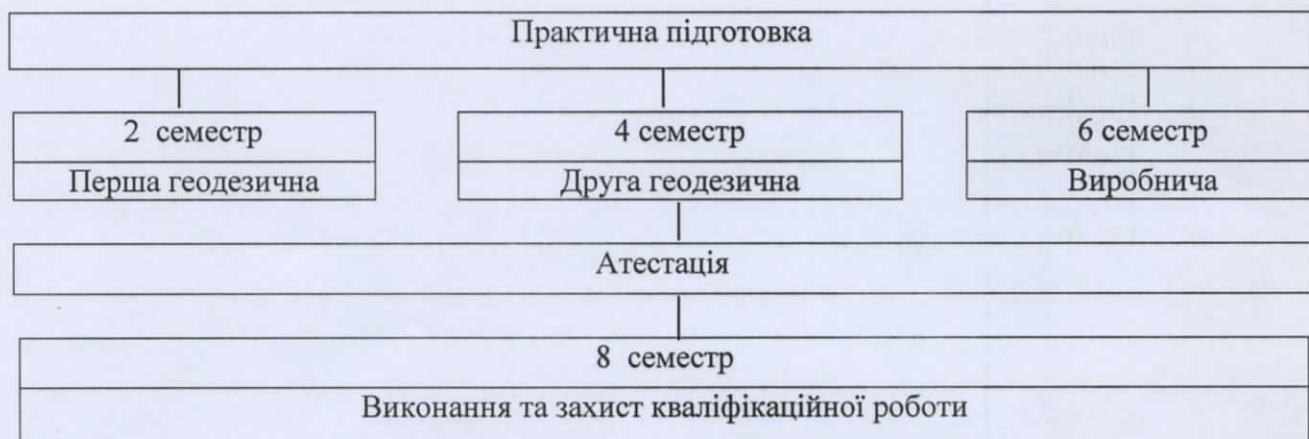 Практична підготовка
2 семестр
Перша геодезична
4 семестр
Друга геодезична
6 семестр
Виробнича
Атестація
8 семестр
Виконання та захист кваліфікаційної роботи